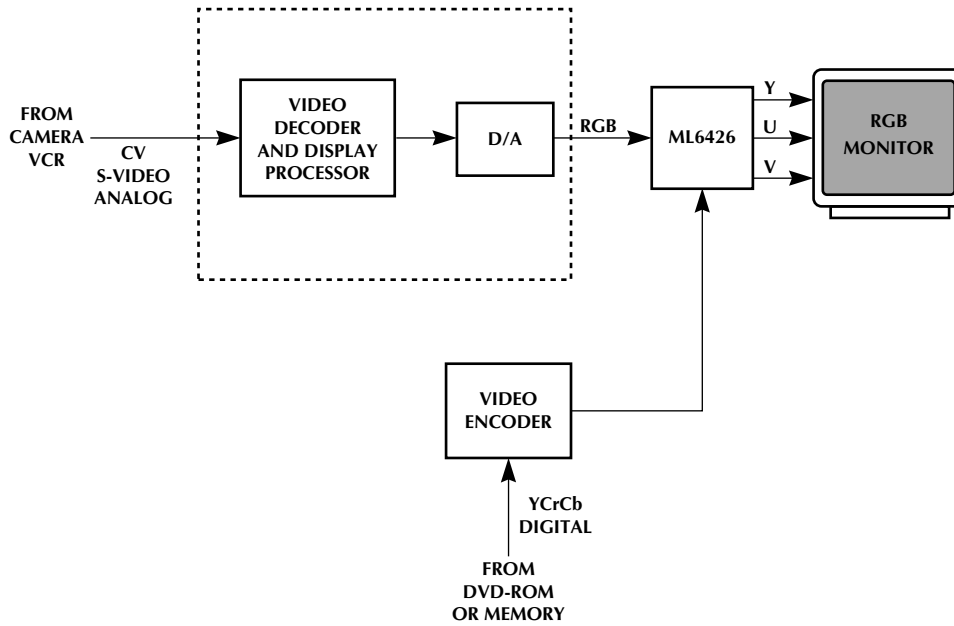 FROM
CAMERA
VCR
CV
S-VIDEO
ANALOG
VIDEO
DECODER
AND DISPLAY
PROCESSOR
D/A
RGB
ML6426
Y
U
V
RGB
MONITOR
VIDEO
ENCODER
YCrCb
DIGITAL
FROM
DVD-ROM
OR MEMORY